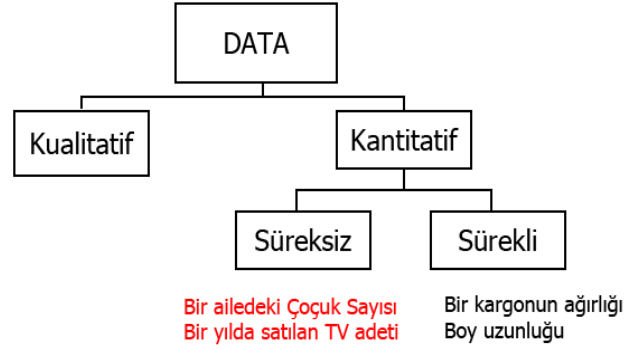 DATA
Kualitatif
Kantitatif
Süreksiz
Sürekli
Bir ailedeki Çoçuk Sayısı
Bir yılda satılan TV adeti
Bir kargonun ağırlığı
Boy uzunluğu